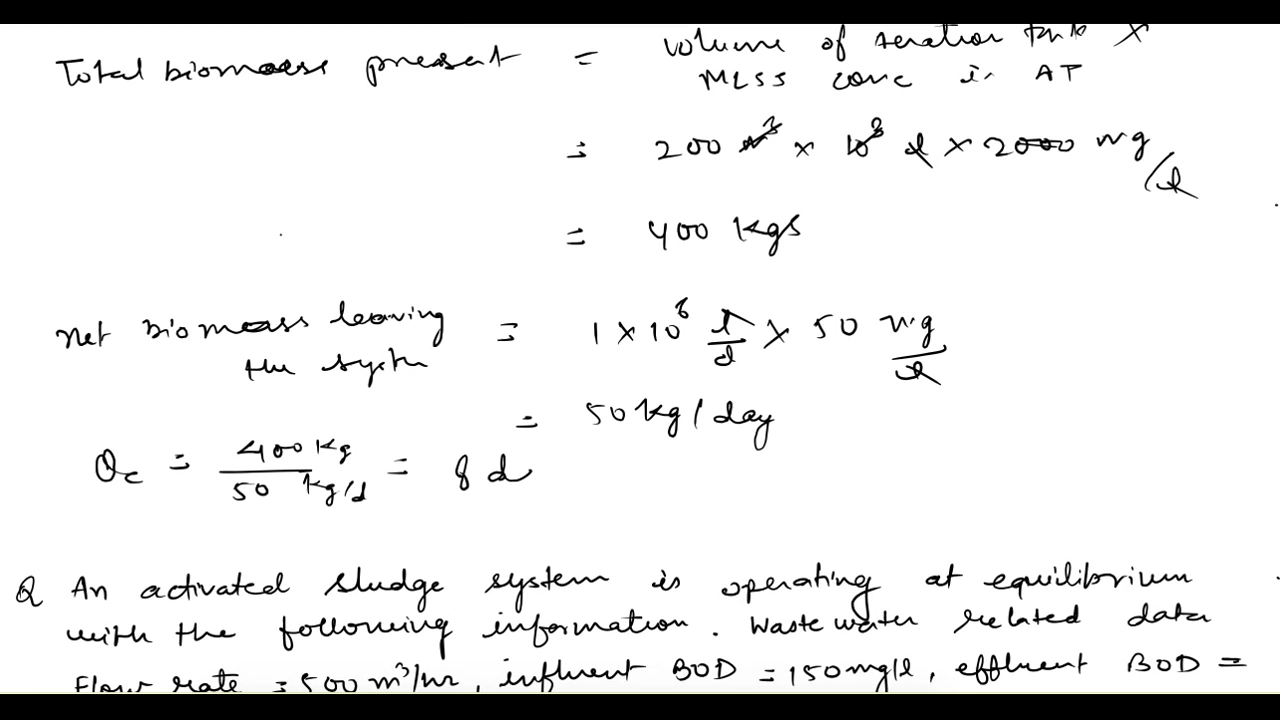 Total biomass present = volume of aeration tank ×
MLSS conc in AT
= 200 m³ × 10³ l × 2000 mg/l
= 400 kgs
Net biomass leaving the system = 1 × 10⁶ l/d × 50 mg/l
= 50 kg/day
θc = 400 kg / 50 kg/d = 8 d
Q An activated sludge system is operating at equilibrium
with the following information. Wastewater related data
Flow rate = 500 m³/hr, influent BOD = 150 mg/l, effluent BOD =